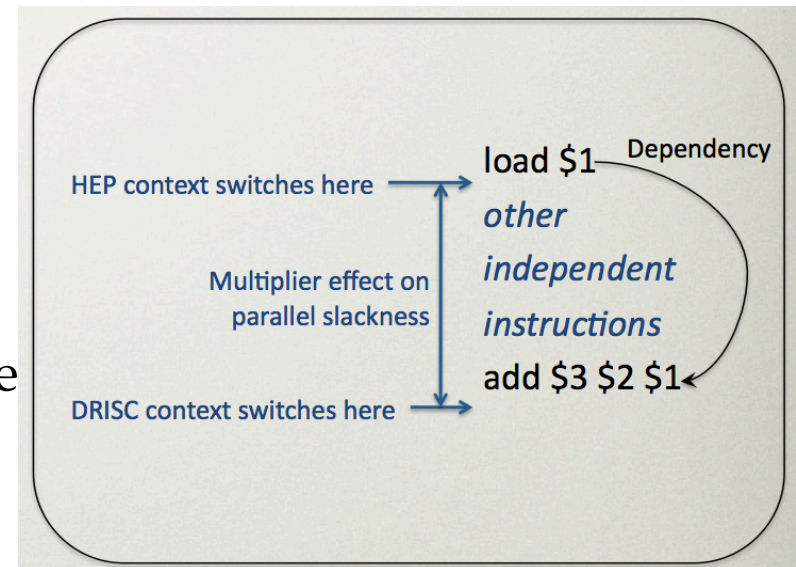 load $1
Dependency
HEP context switches here
other
independent
Multiplier effect on
parallel slackness
instructions
e
add $3 $2 $1
DRISC context switches here